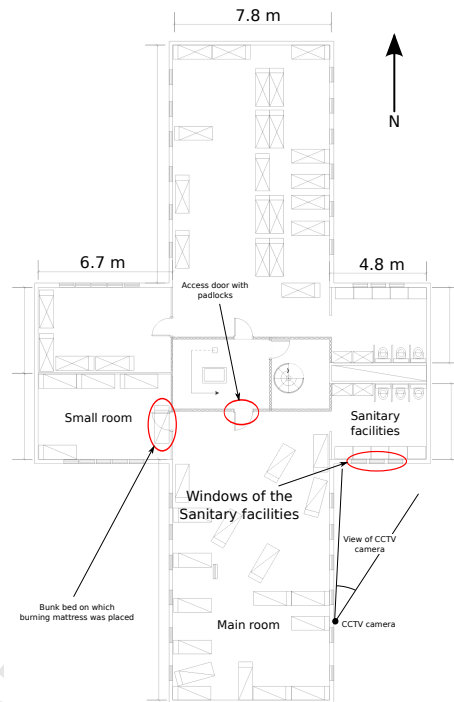 7.8 m
N
6.7 m
4.8 m
Access door with
padlocks
Small room
Sanitary
facilities
Windows of the
Sanitary facilities
View of CCTV
camera
Bunk bed on which
burning mattress was placed
Main room
CCTV camera